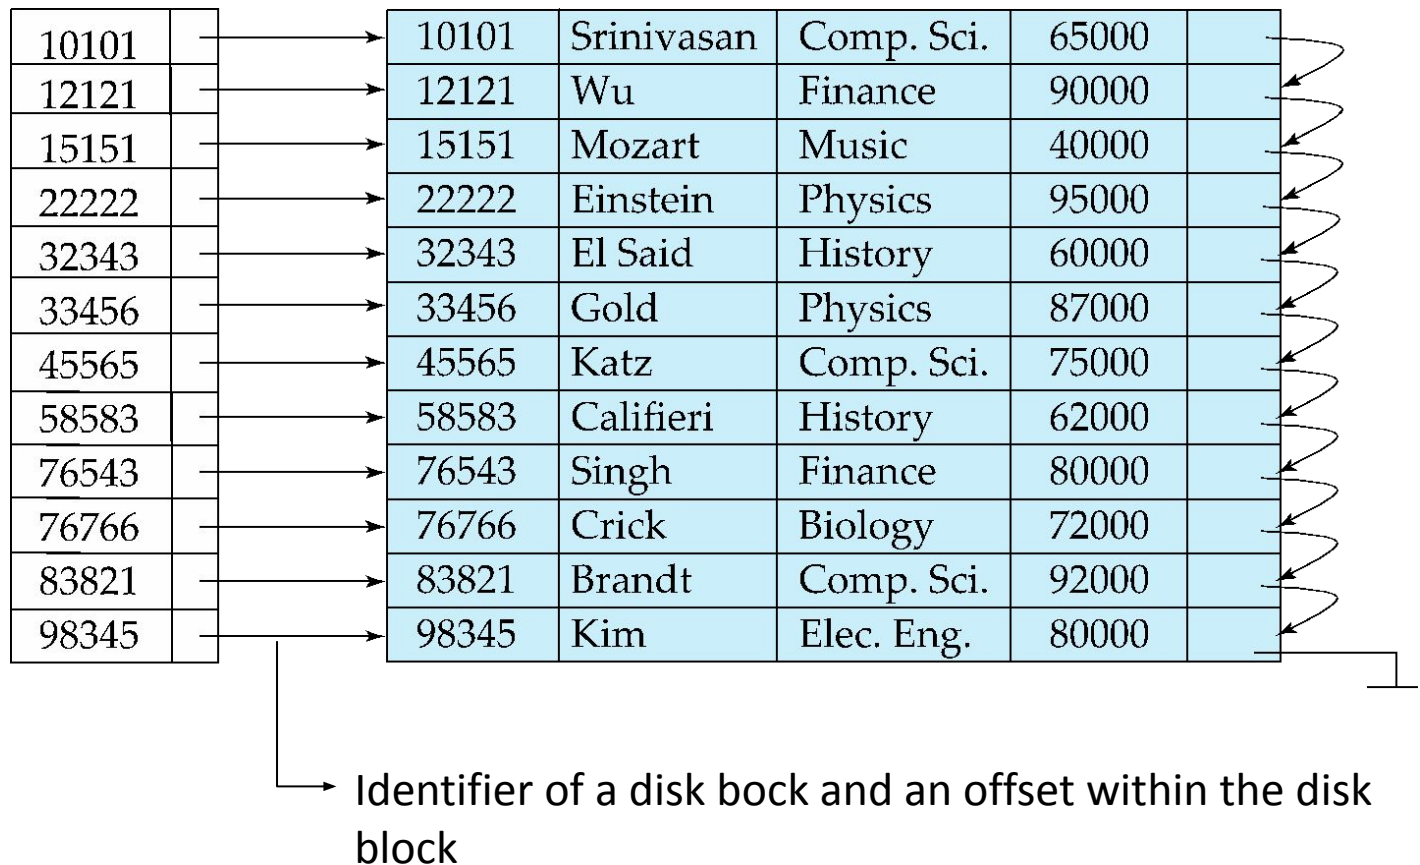 10101 10101 Srinivasan Comp. Sci. 65000
12121 12121 Wu Finance 90000
15151 15151 Mozart Music 40000
22222 22222 Einstein Physics 95000
32343 32343 El Said History 60000
33456 33456 Gold Physics 87000
45565 45565 Katz Comp. Sci. 75000
58583 58583 Califieri History 62000
76543 76543 Singh Finance 80000
76766 76766 Crick Biology 72000
83821 83821 Brandt Comp. Sci. 92000
98345 98345 Kim Elec. Eng. 80000
Identifier of a disk bock and an offset within the disk
block